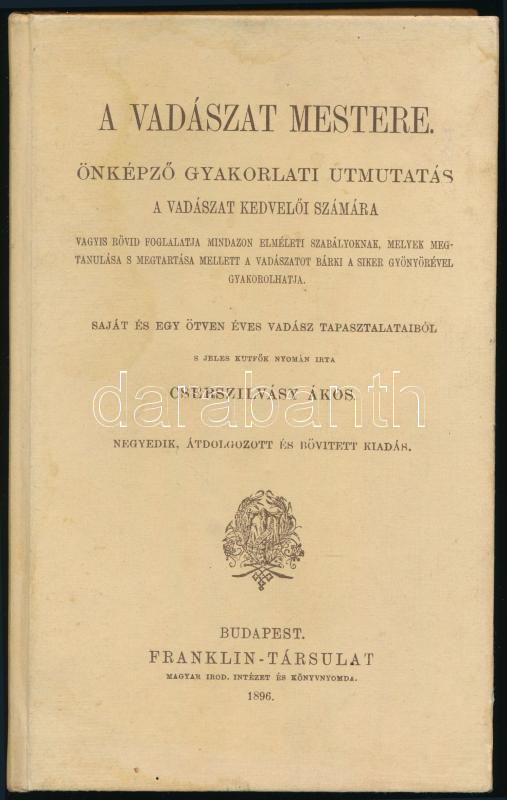 A VADÁSZAT MESTERE.
ÖNKÉPZŐ GYAKORLATI UTMUTATÁS
A VADÁSZAT KEDVELŐI SZÁMÁRA
VAGYIS RÖVID FOGLALATJA MINDAZON ELMÉLETI SZABÁLYOKNAK, MELYEK MEG-
TANULÁSA S MEGTARTÁSA MELLETT A VADÁSZATOT BÁRKI A SIKER GYÖNYÖRÉVEL
GYAKOROLHATJA.
SAJÁT ÉS EGY ÖTVEN ÉVES VADÁSZ TAPASZTALATAIBÓL
S JELES KUTFŐK NYOMÁN IRTA
CSERSZILVÁSY ÁKOS.
darabanth
NEGYEDIK, ÁTDOLGOZOTT ÉS BŐVITETT KIADÁS.
BUDAPEST.
FRANKLIN-TÁRSULAT
MAGYAR IROD. INTÉZET ÉS KÖNYVNYOMDA.
1896.